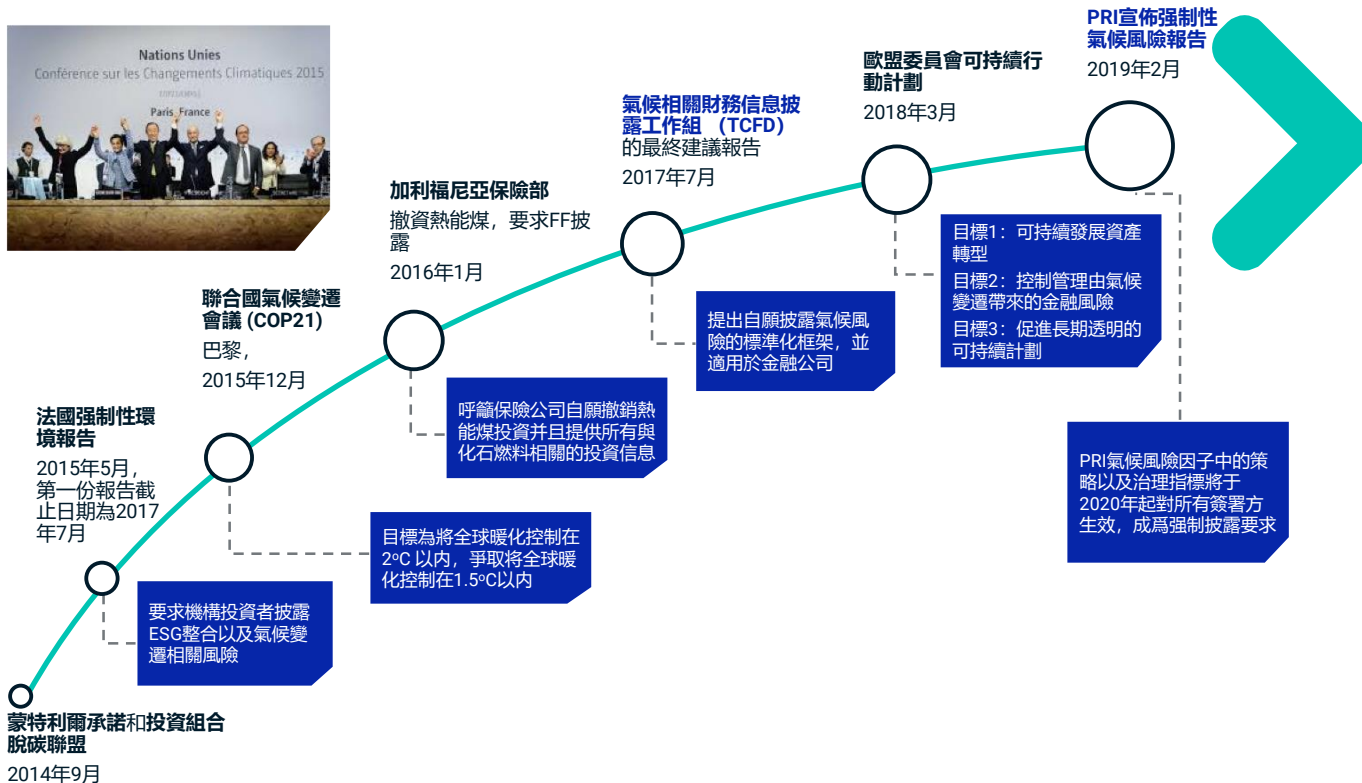 Nations Unies
Conférence sur les Changements Climatiques 2015
Paris, France
PRI宣佈强制性
氣候風險報告
2019年2月
歐盟委員會可持續行
動計劃
2018年3月
氣候相關財務信息披
露工作組 （TCFD）
的最終建議報告
2017年7月
加利福尼亞保險部
撤資熱能煤，要求FF披
露
2016年1月
聯合國氣候變遷
會議 (COP21)
巴黎，
2015年12月
法國强制性環
境報告
2015年5月，
第一份報告截
止日期為2017
年7月
蒙特利爾承諾和投資組合
脫碳聯盟
2014年9月
要求機構投資者披露
ESG整合以及氣候變
遷相關風險
目標為將全球暖化控制在
2ºC 以内，爭取将全球暖
化控制在1.5ºC以内
呼籲保險公司自願撤銷熱
能煤投資并且提供所有與
化石燃料相關的投資信息
提出自願披露氣候風
險的標準化框架，並
適用於金融公司
目標1：可持續發展資產
轉型
目標2：控制管理由氣候
變遷帶來的金融風險
目標3：促進長期透明的
可持續計劃
PRI氣候風險因子中的策
略以及治理指標將于
2020年起對所有簽署方
生效，成爲强制披露要求